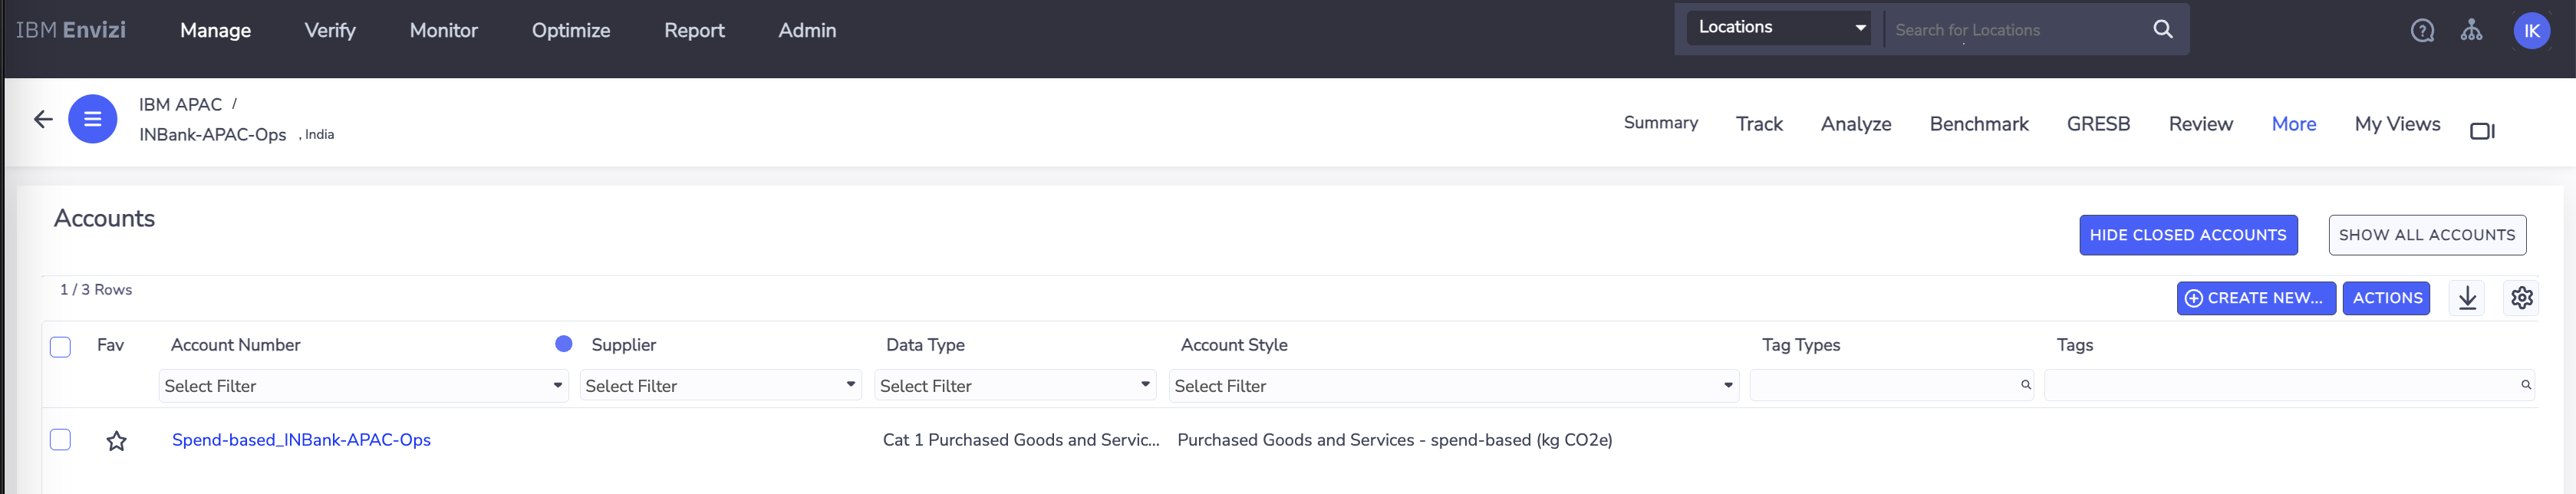 IBM Envizi Manage Verify Monitor Optimize Report Admin Locations Search for Locations IK
IBM APAC /
INBank-APAC-Ops , India
Summary Track Analyze Benchmark GRESB Review More My Views
Accounts
HIDE CLOSED ACCOUNTS SHOW ALL ACCOUNTS
1 / 3 Rows
CREATE NEW... ACTIONS
Fav Account Number Supplier Data Type Account Style Tag Types Tags
Select Filter Select Filter Select Filter Select Filter
Spend-based_INBank-APAC-Ops Cat 1 Purchased Goods and Servic... Purchased Goods and Services - spend-based (kg CO2e)